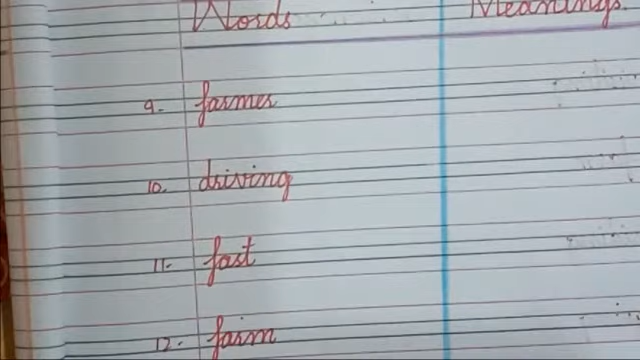 Words Meanings
9. farmer
10. driving
11. fast
12. farm